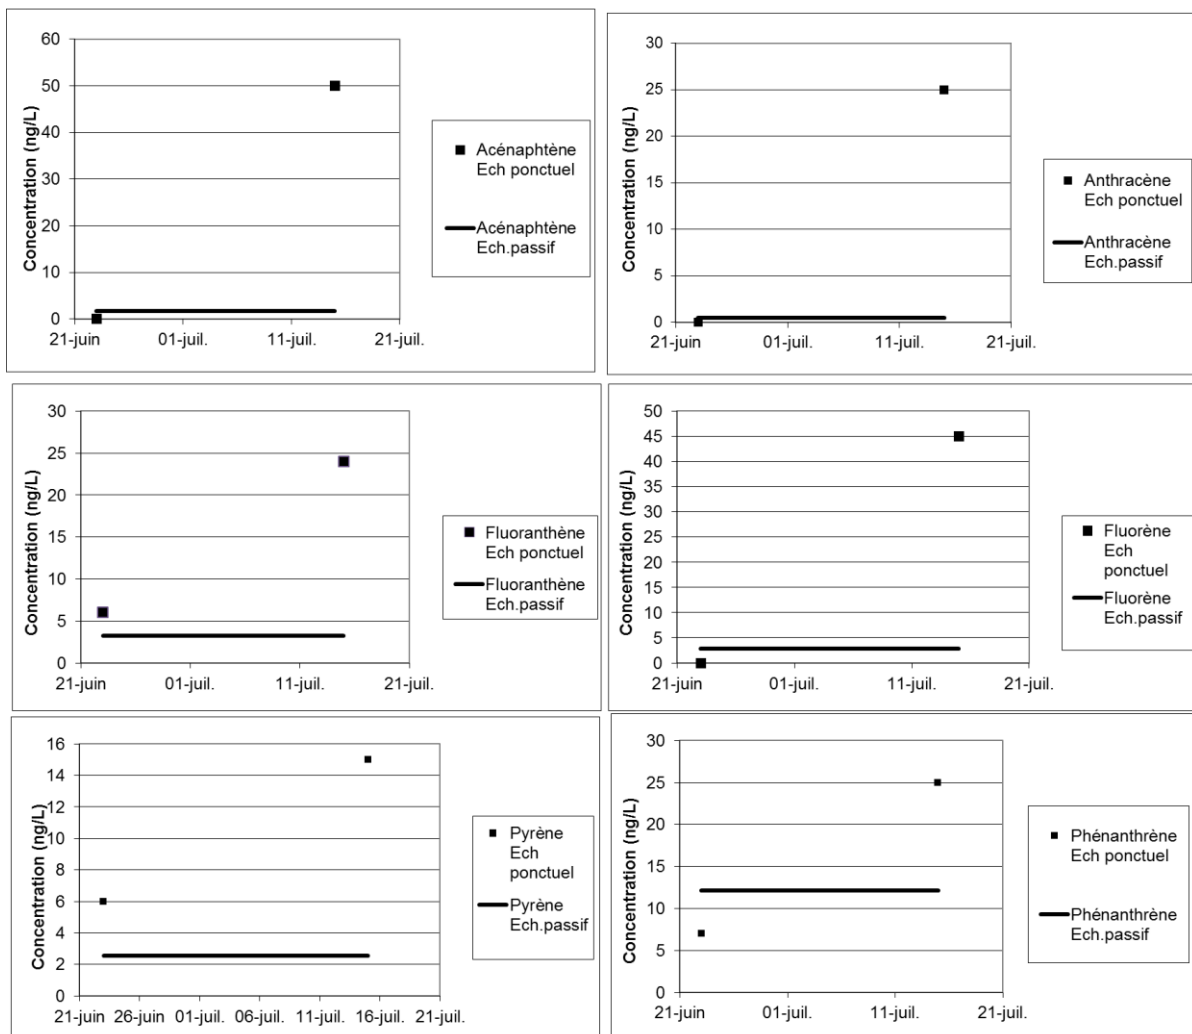 60
50
40
30
20
10
0
Concentration (ng/L)
21-juin
01-juil.
11-juil.
21-juil.
Acénaphtène
Ech ponctuel
Acénaphtène
Ech.passif
30
25
20
15
10
5
0
Concentration (ng/L)
21-juin
01-juil.
11-juil.
21-juil.
Anthracène
Ech ponctuel
Anthracène
Ech.passif
30
25
20
15
10
5
0
Concentration (ng/L)
21-juin
01-juil.
11-juil.
21-juil.
Fluoranthène
Ech ponctuel
Fluoranthène
Ech.passif
50
45
40
35
30
25
20
15
10
5
0
Concentration (ng/L)
21-juin
01-juil.
11-juil.
21-juil.
Fluorène
Ech
ponctuel
Fluorène
Ech.passif
16
14
12
10
8
6
4
2
0
Concentration (ng/L)
21-juin
26-juin
01-juil.
06-juil.
11-juil.
16-juil.
21-juil.
Pyrène
Ech
ponctuel
Pyrène
Ech.passif
30
25
20
15
10
5
0
Concentration (ng/L)
21-juin
01-juil.
11-juil.
21-juil.
Phénanthrène
Ech ponctuel
Phénanthrène
Ech.passif